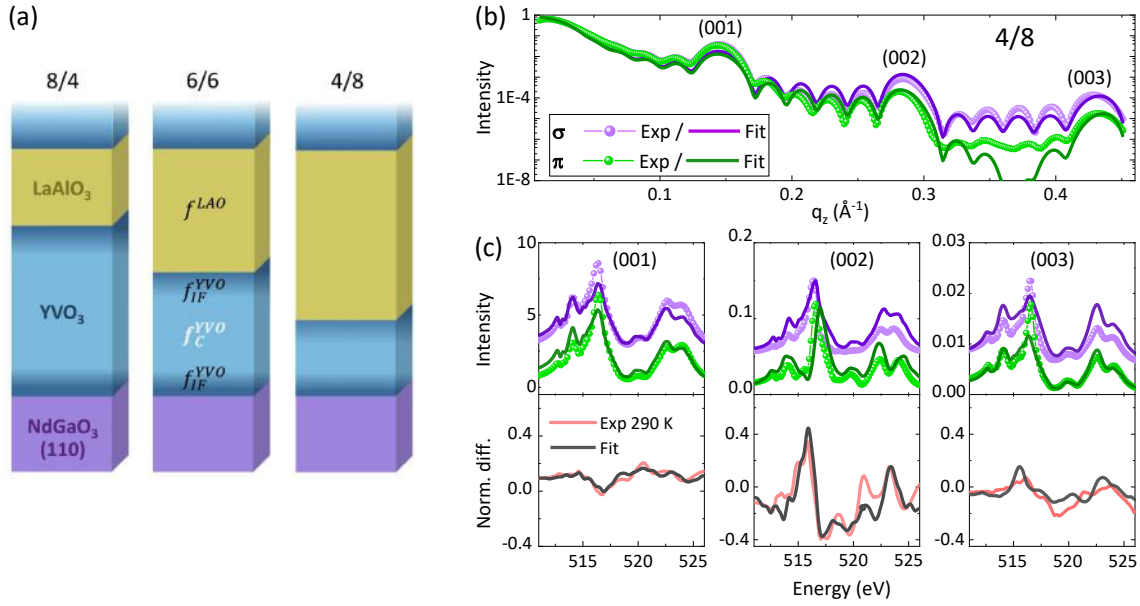 (a)
8/4
6/6
4/8
LaAlO₃
YVO₃
NdGaO₃
(110)
f^LAO
f_IF^YVO
f_C^YVO
f_IF^YVO
(b)
(001)
(002)
4/8
(003)
Intensity
1
1E-4
1E-8
σ Exp / Fit
π Exp / Fit
0.1 0.2 0.3 0.4
q_z (Å⁻¹)
(c)
Intensity
10
5
0
(001)
0.2
0.1
0.0
(002)
0.03
0.02
0.01
0.00
(003)
Norm. diff.
0.4
0.0
-0.4
Exp 290 K
Fit
0.4
0.0
-0.4
0.4
0.0
-0.4
515 520 525
515 520 525
515 520 525
Energy (eV)